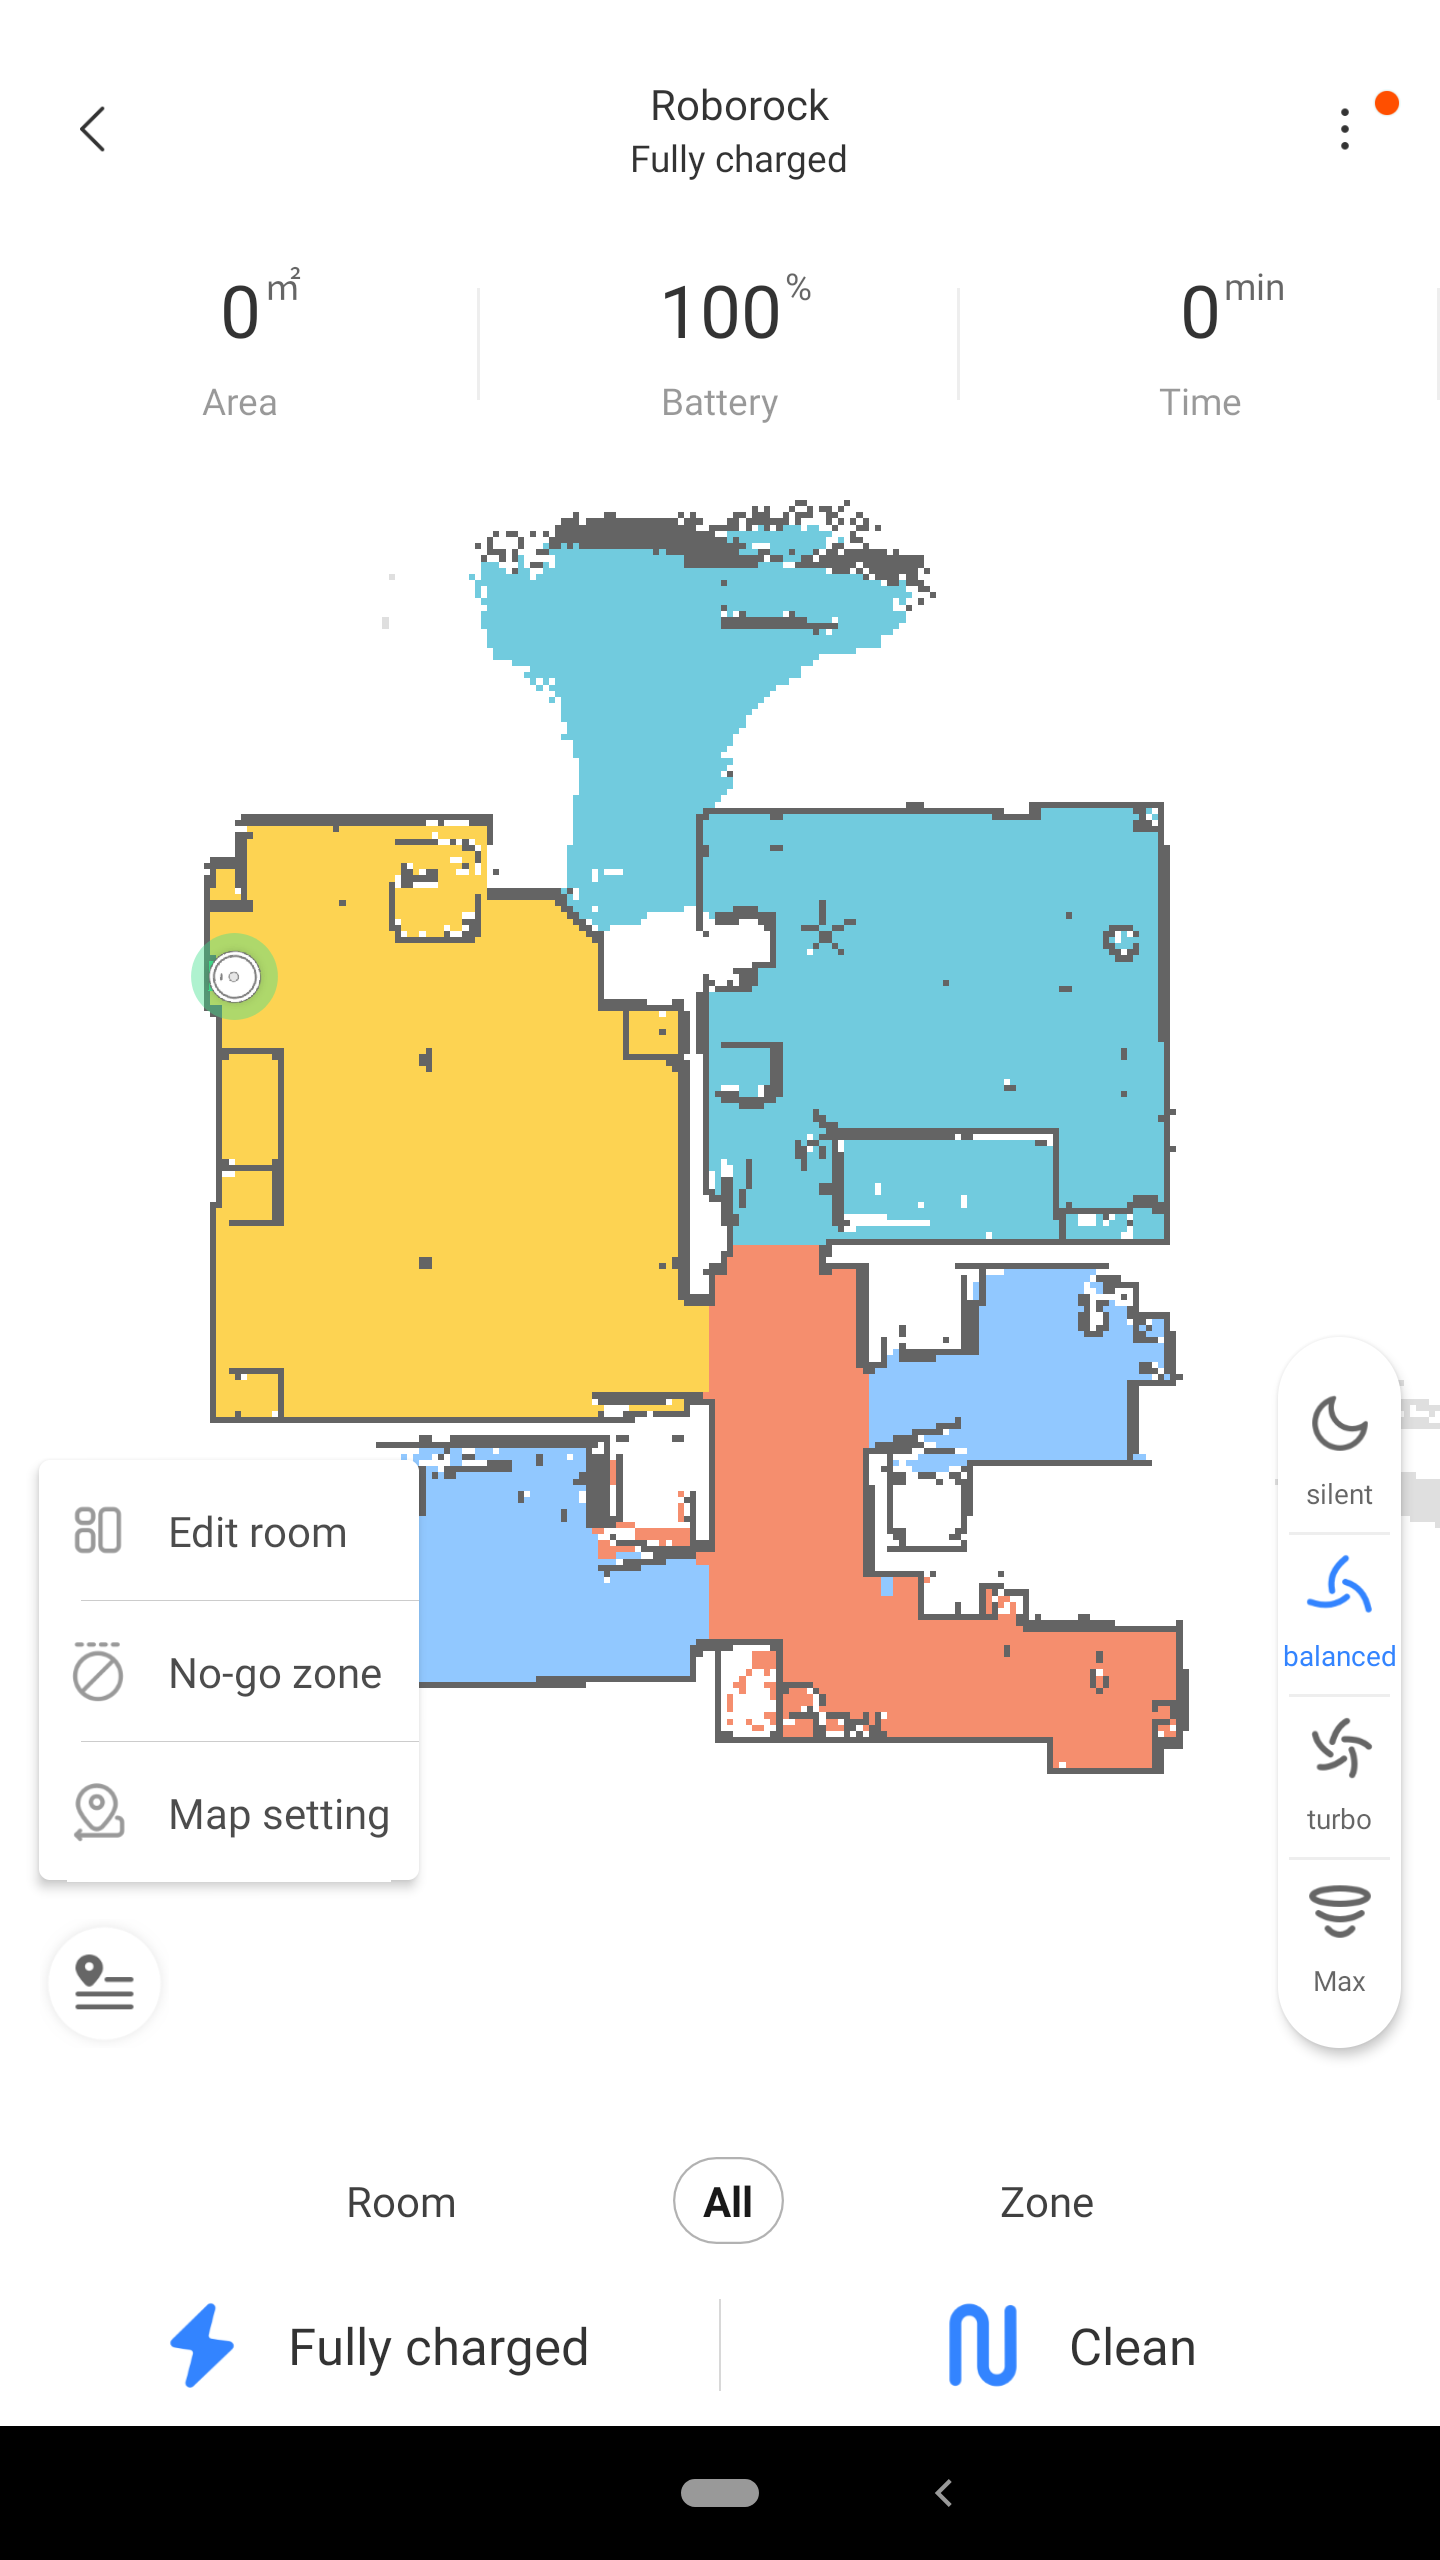 Roborock
Fully charged
0 m²
100 %
0 min
Area
Battery
Time
Edit room
No-go zone
Map setting
silent
balanced
turbo
Max
Room
All
Zone
Fully charged
Clean